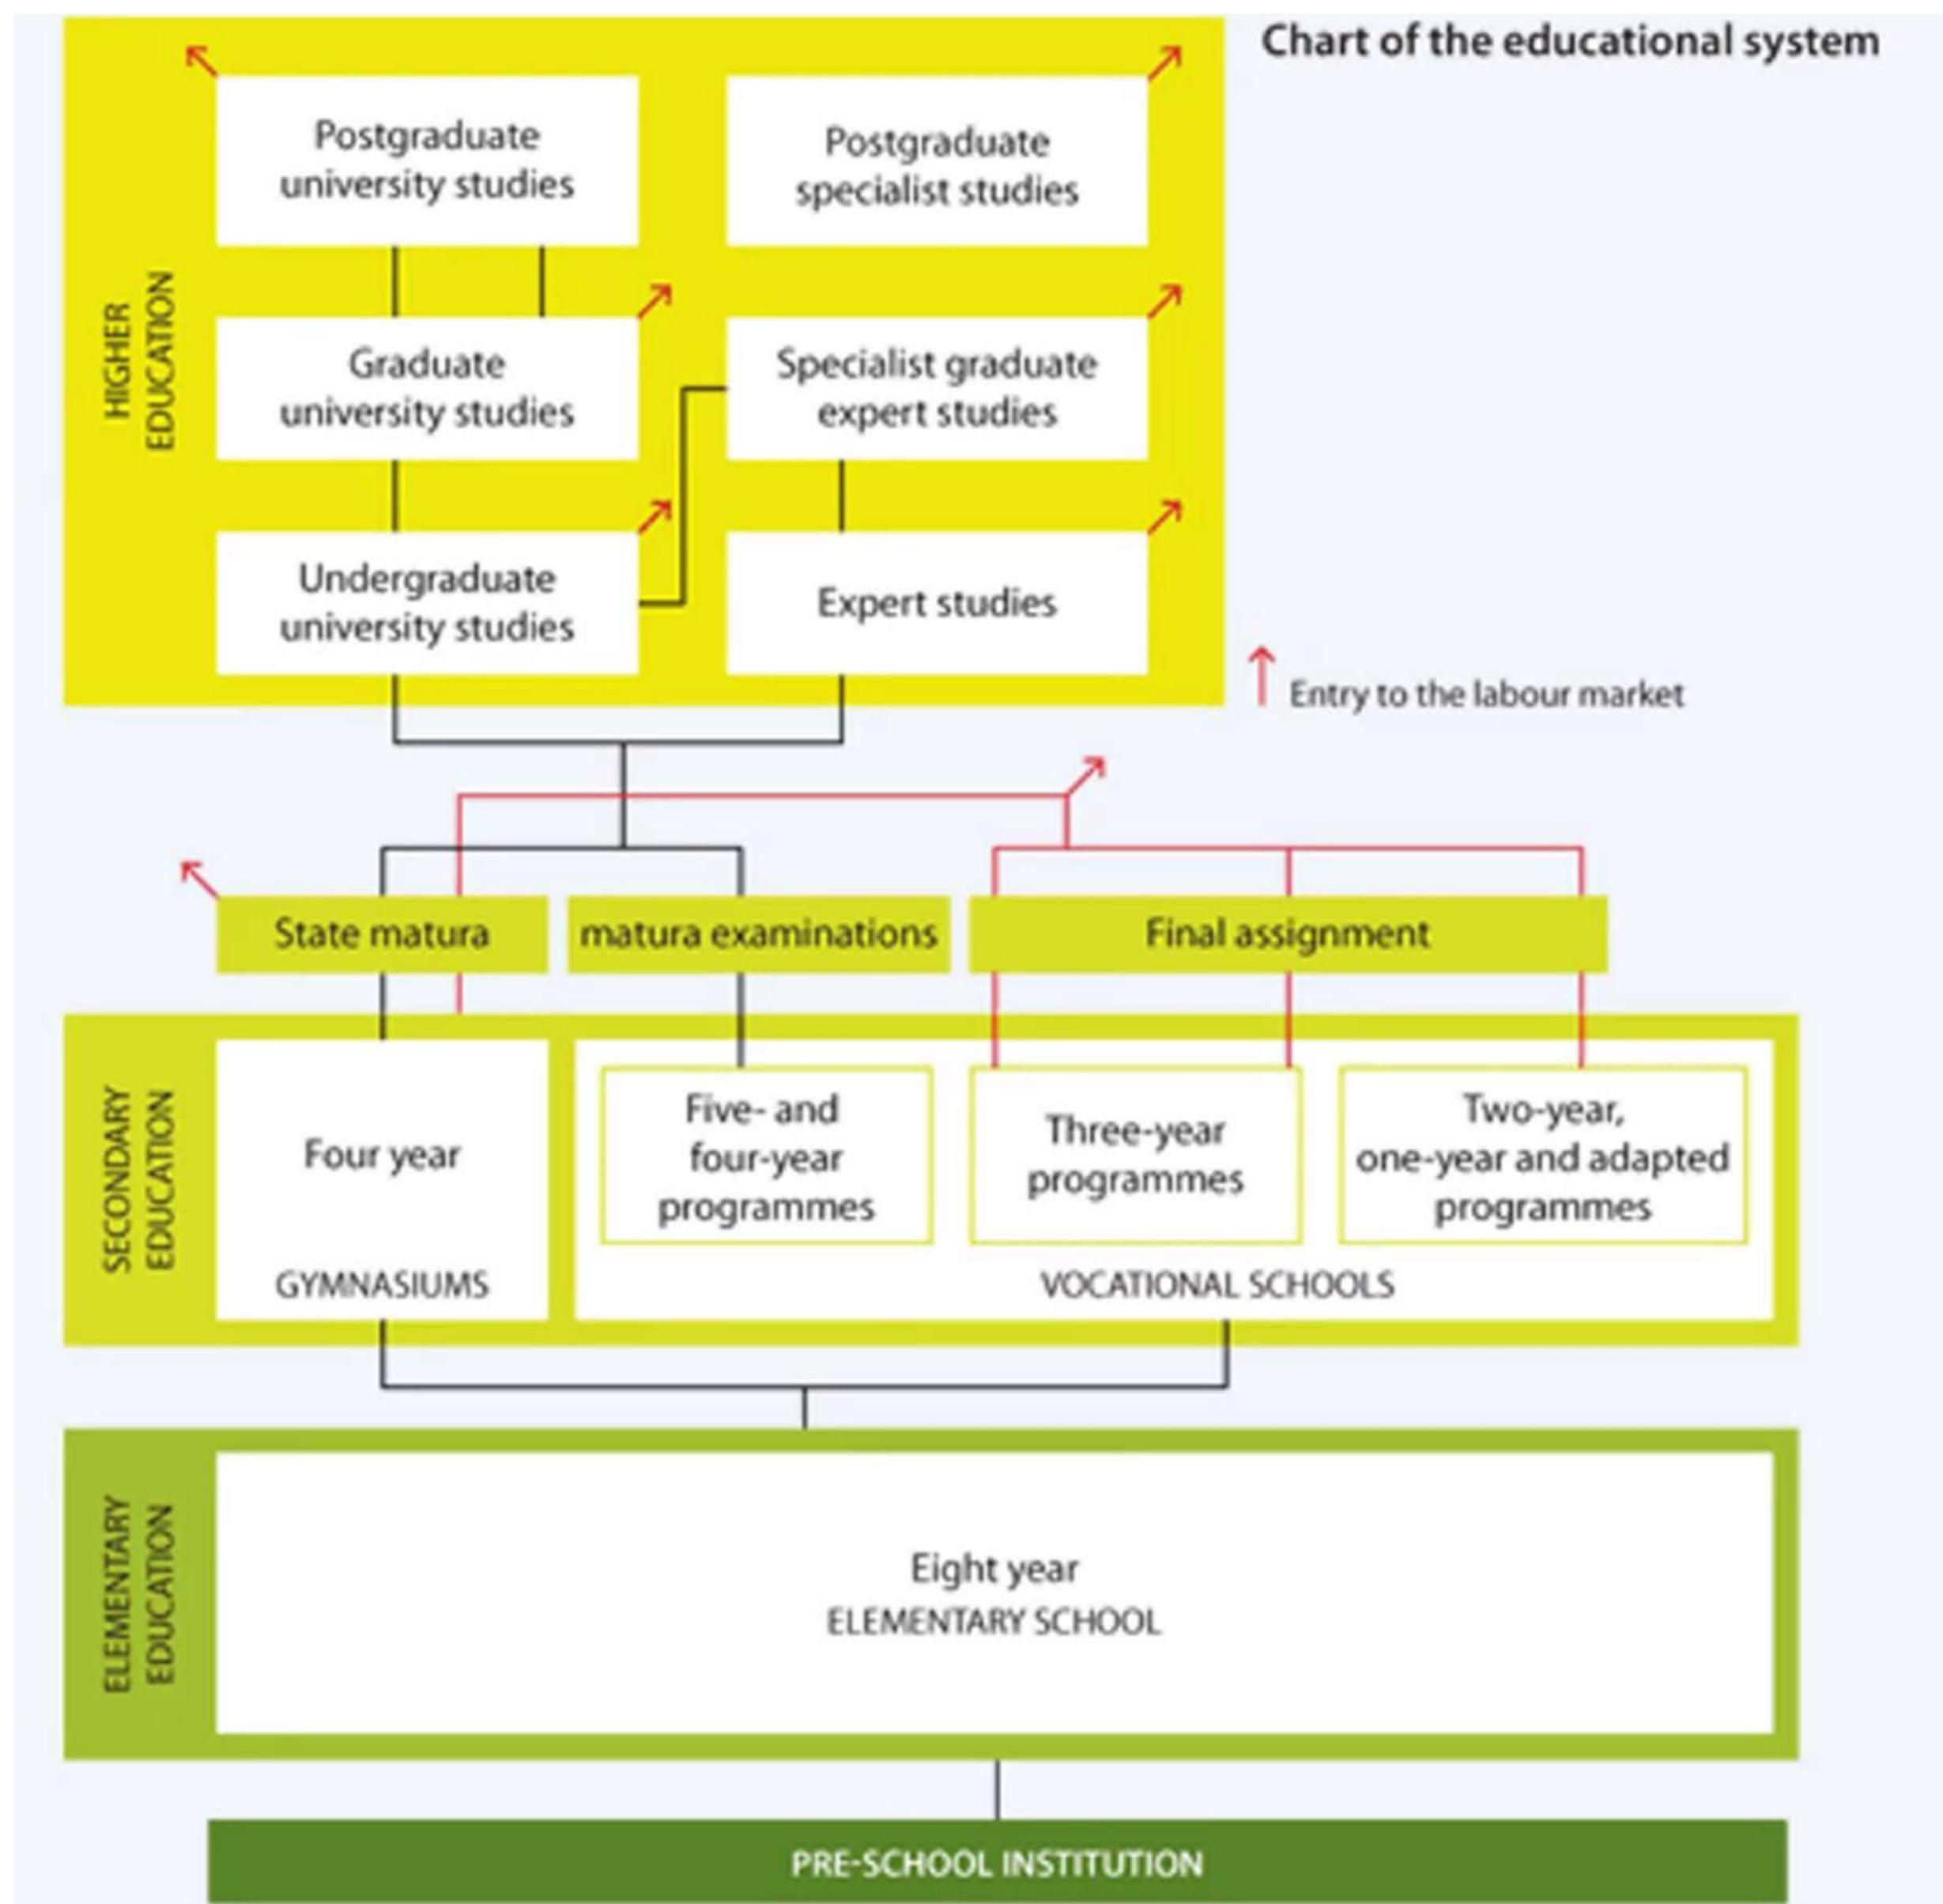 Chart of the educational system
HIGHER
EDUCATION
Postgraduate
university studies
Postgraduate
specialist studies
Graduate
university studies
Specialist graduate
expert studies
Undergraduate
university studies
Expert studies
Entry to the labour market
State matura
matura examinations
Final assignment
SECONDARY
EDUCATION
Four year
GYMNASIUMS
Five- and
four-year
programmes
Three-year
programmes
Two-year,
one-year and adapted
programmes
VOCATIONAL SCHOOLS
ELEMENTARY
EDUCATION
Eight year
ELEMENTARY SCHOOL
PRE-SCHOOL INSTITUTION